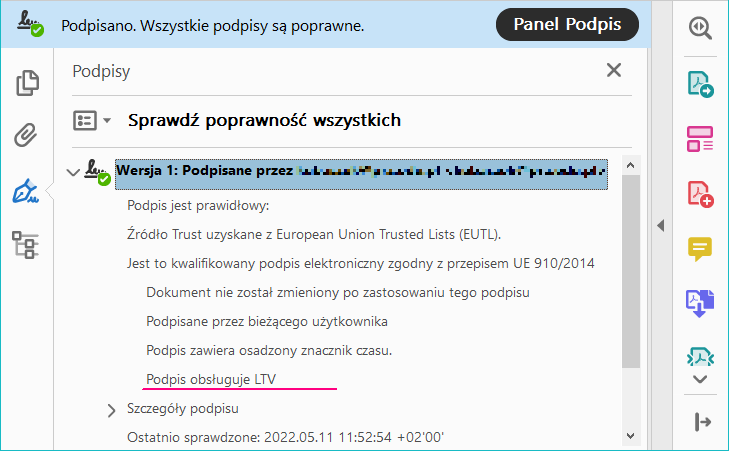 Podpisano. Wszystkie podpisy są poprawne.
Panel Podpis
Podpisy
Sprawdź poprawność wszystkich
Wersja 1: Podpisane przez
Podpis jest prawidłowy:
Źródło Trust uzyskane z European Union Trusted Lists (EUTL).
Jest to kwalifikowany podpis elektroniczny zgodny z przepisem UE 910/2014
Dokument nie został zmieniony po zastosowaniu tego podpisu
Podpisane przez bieżącego użytkownika
Podpis zawiera osadzony znacznik czasu.
Podpis obsługuje LTV
Szczegóły podpisu
Ostatnio sprawdzone: 2022.05.11 11:52:54 +02'00'